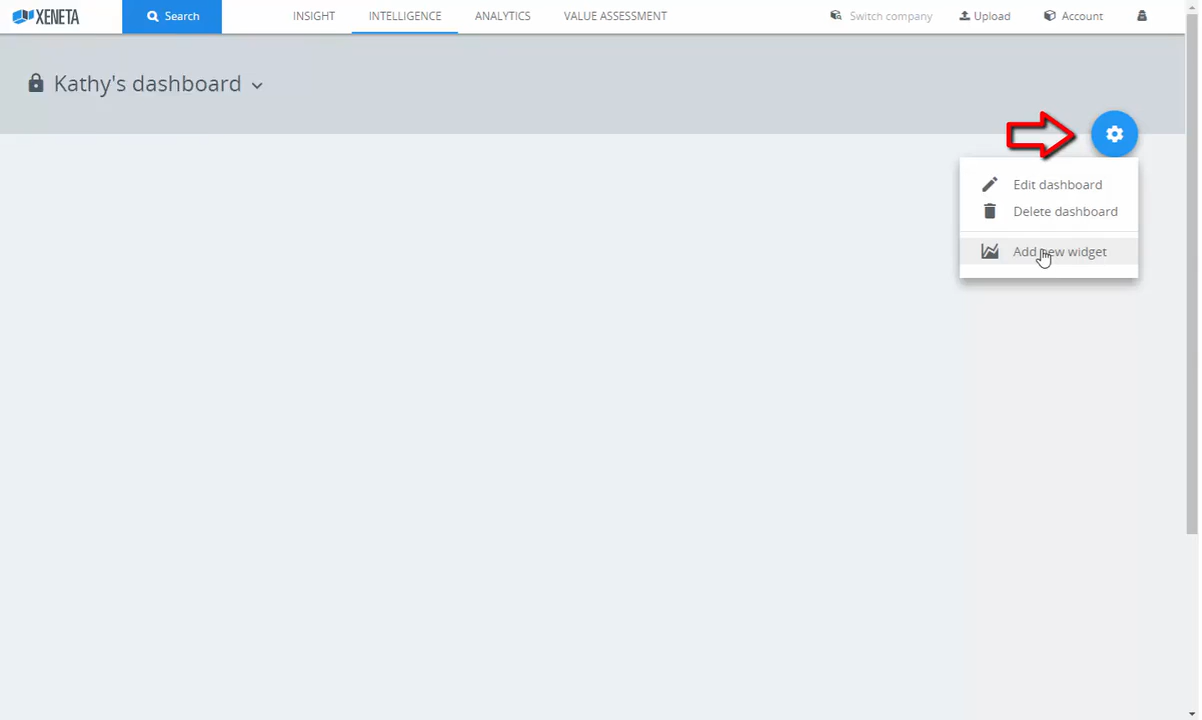 XENETA Search INSIGHT INTELLIGENCE ANALYTICS VALUE ASSESSMENT Switch company Upload Account
Kathy's dashboard
Edit dashboard
Delete dashboard
Add new widget